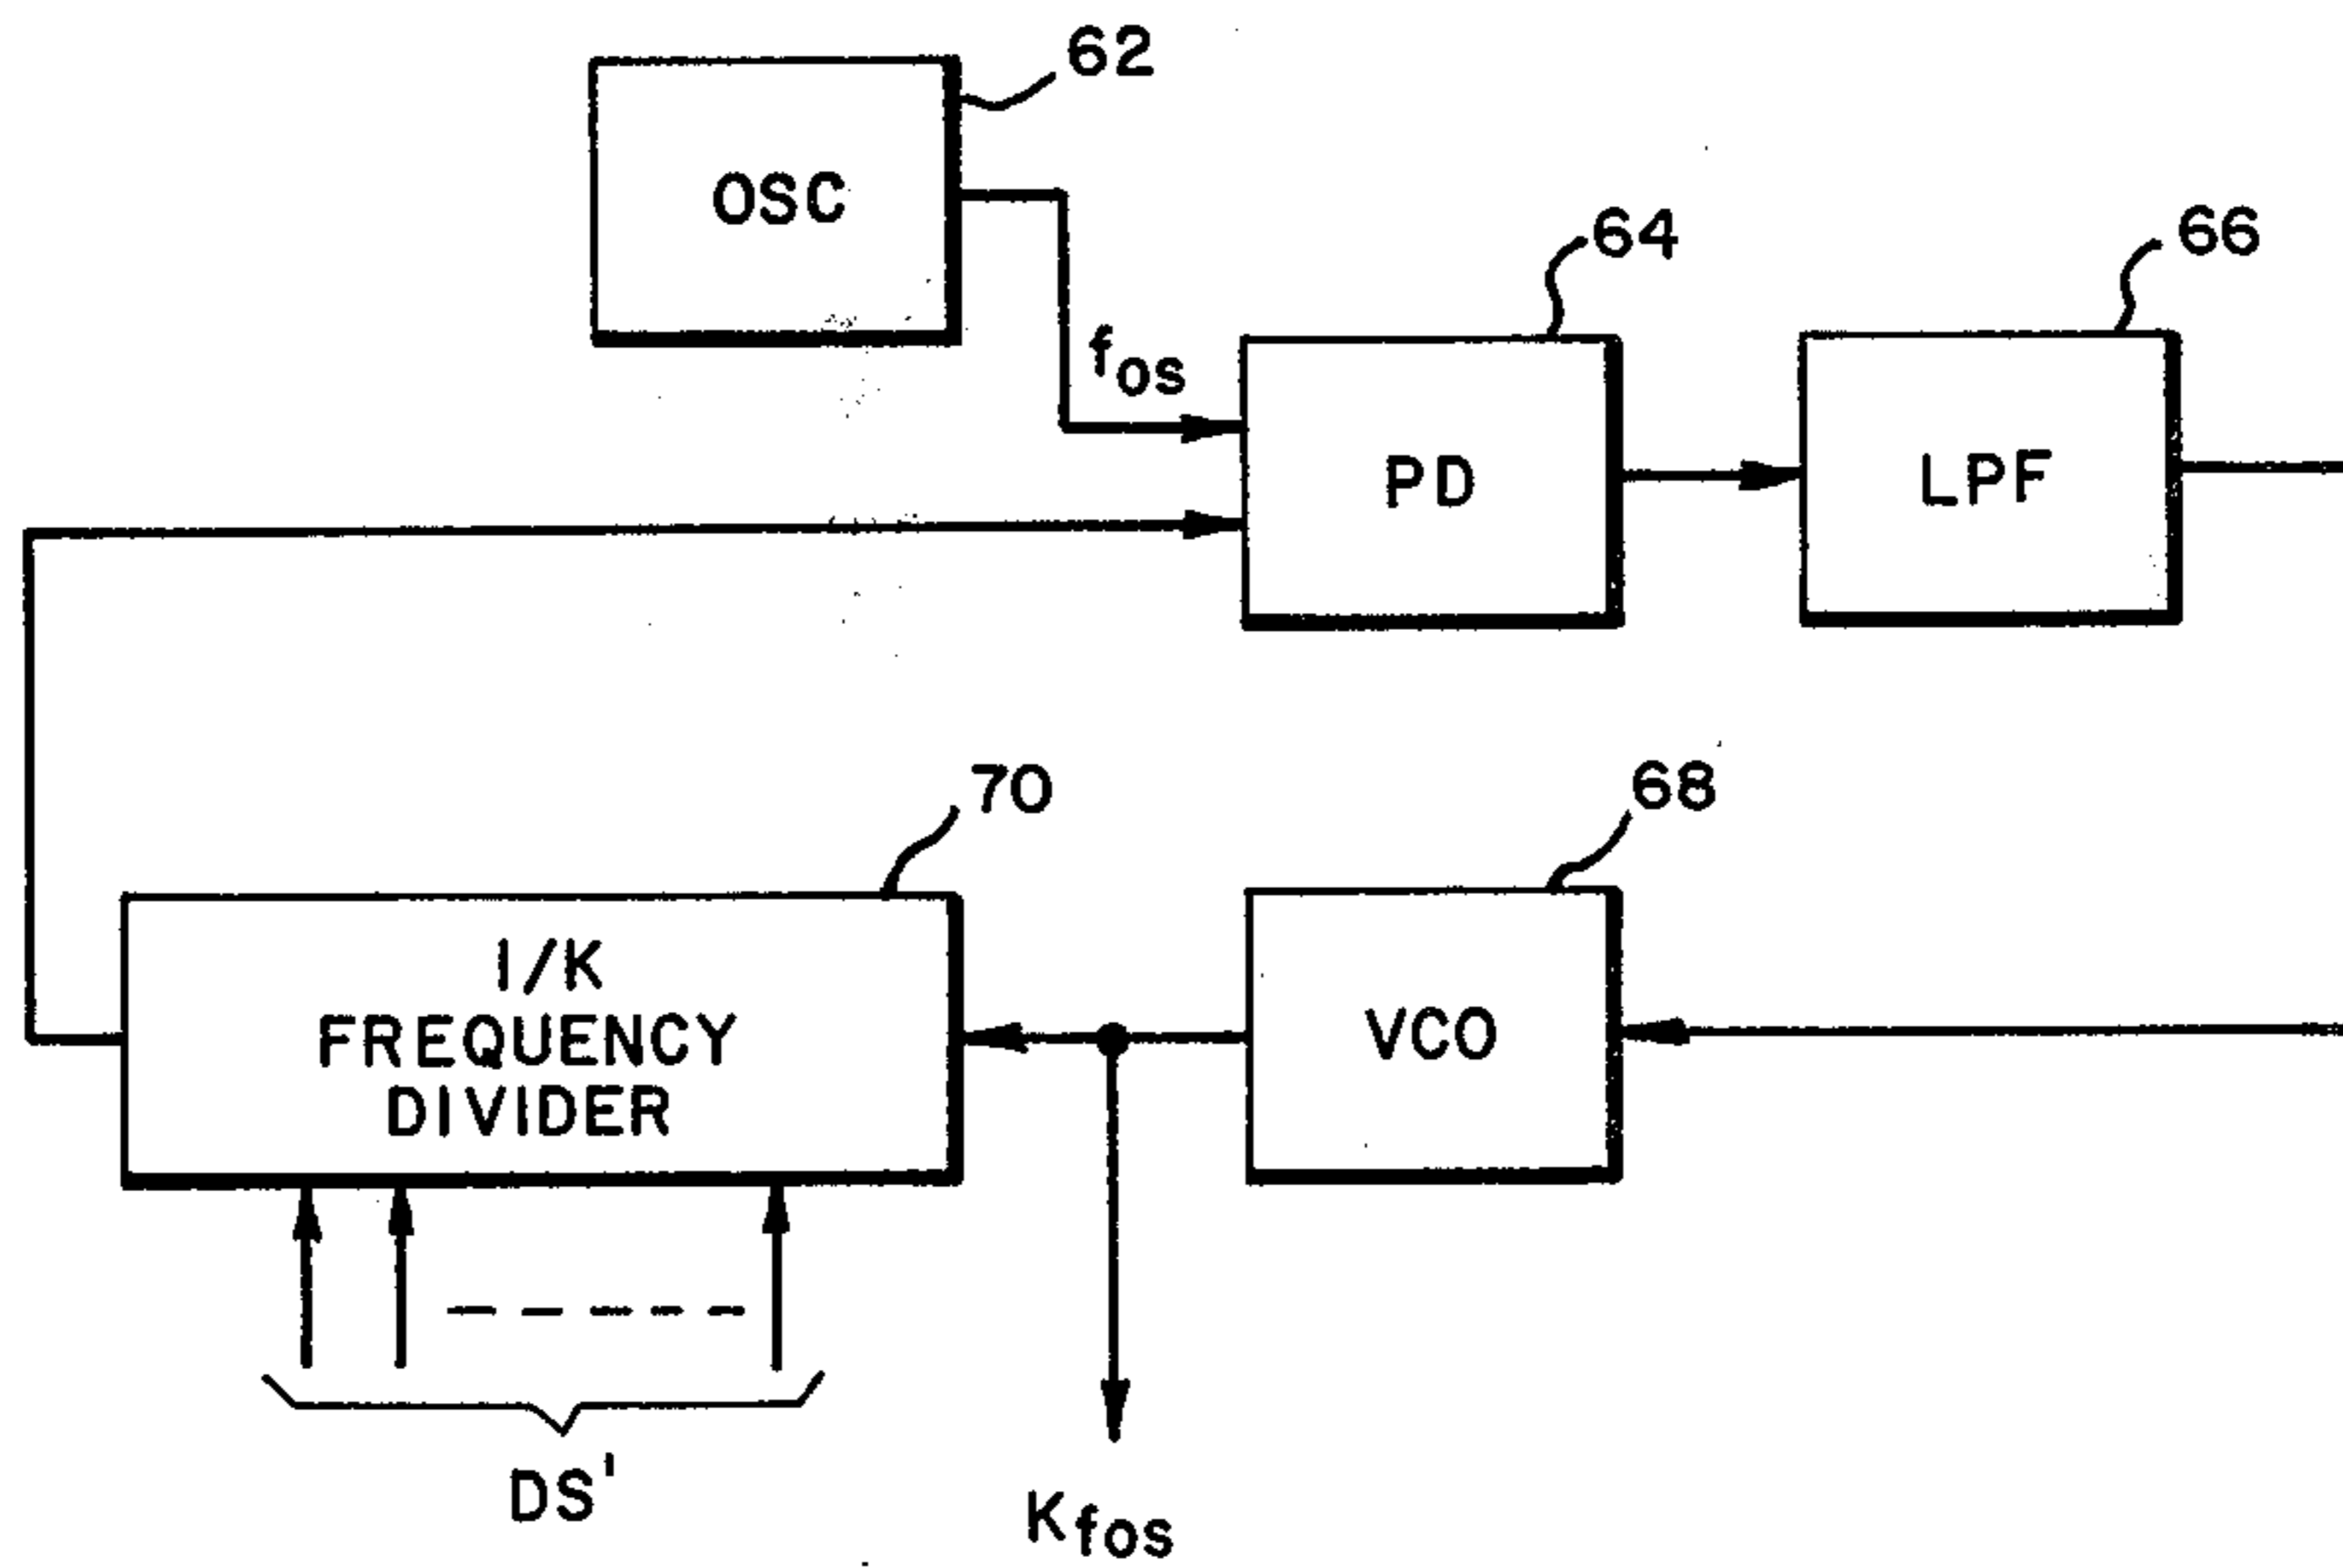 62
OSC
64
66
fos
PD
LPF
70
68
1/K
FREQUENCY
DIVIDER
VCO
DS'
Kfos